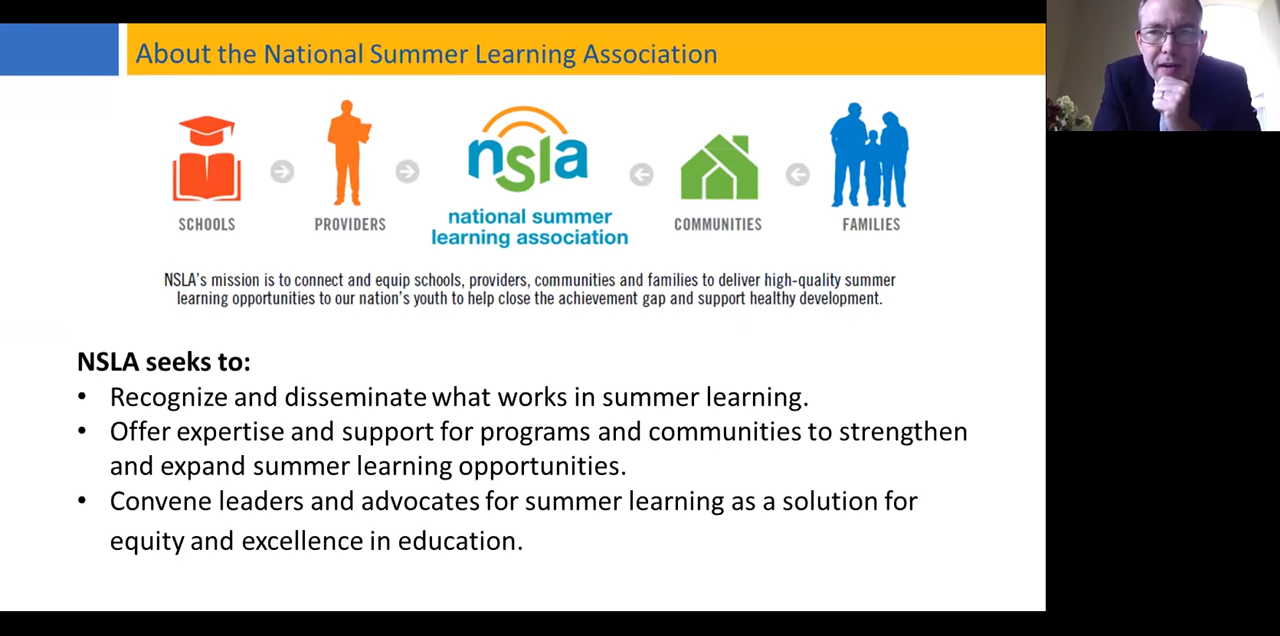 About the National Summer Learning Association
nsla
SCHOOLS
PROVIDERS
national summer
learning association
COMMUNITIES
FAMILIES
NSLA's mission is to connect and equip schools, providers, communities and families to deliver high-quality summer
learning opportunities to our nation's youth to help close the achievement gap and support healthy development.
NSLA seeks to:
• Recognize and disseminate what works in summer learning.
• Offer expertise and support for programs and communities to strengthen
and expand summer learning opportunities.
• Convene leaders and advocates for summer learning as a solution for
equity and excellence in education.